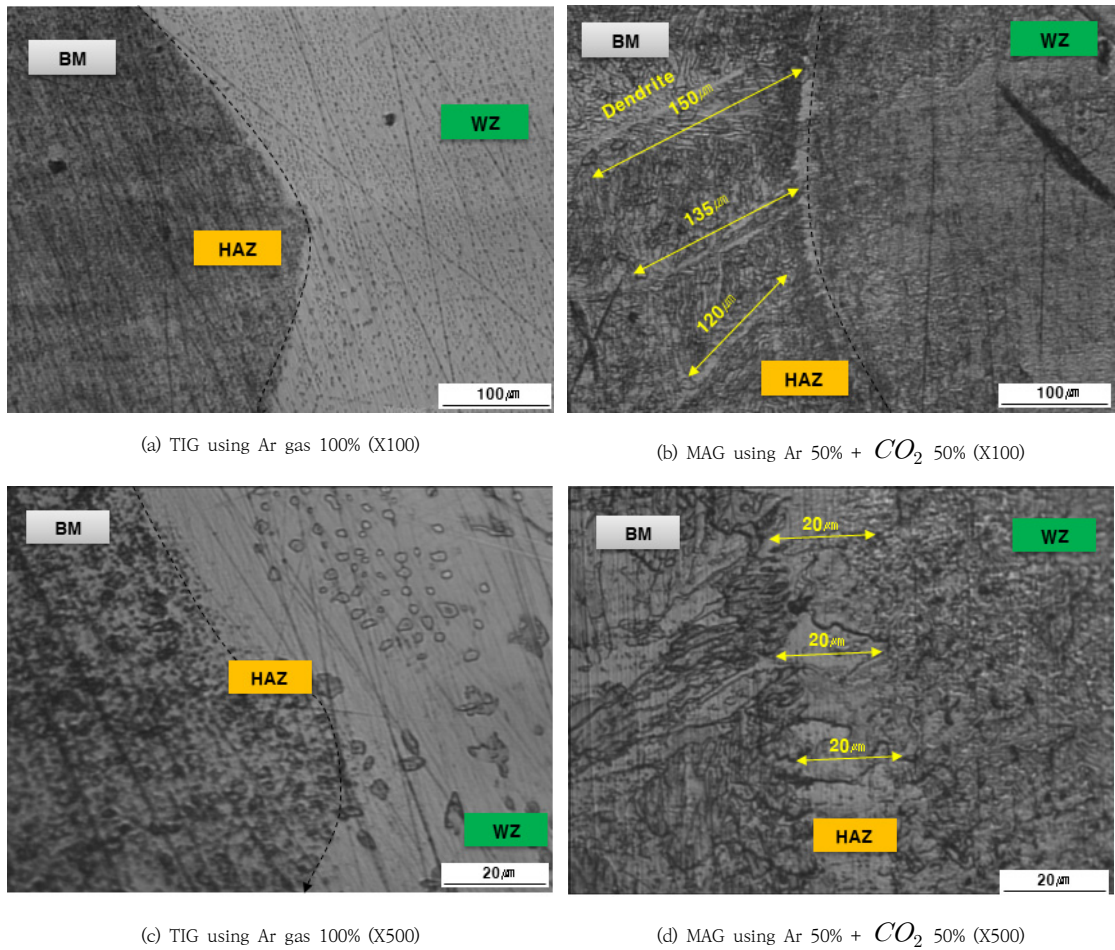 BM
WZ
HAZ
100㎛
(a) TIG using Ar gas 100% (X100)
BM
WZ
Dendrite
150㎛
135㎛
120㎛
HAZ
100㎛
(b) MAG using Ar 50% + CO₂ 50% (X100)
BM
HAZ
WZ
20㎛
(c) TIG using Ar gas 100% (X500)
BM
20㎛
WZ
20㎛
20㎛
HAZ
20㎛
(d) MAG using Ar 50% + CO₂ 50% (X500)